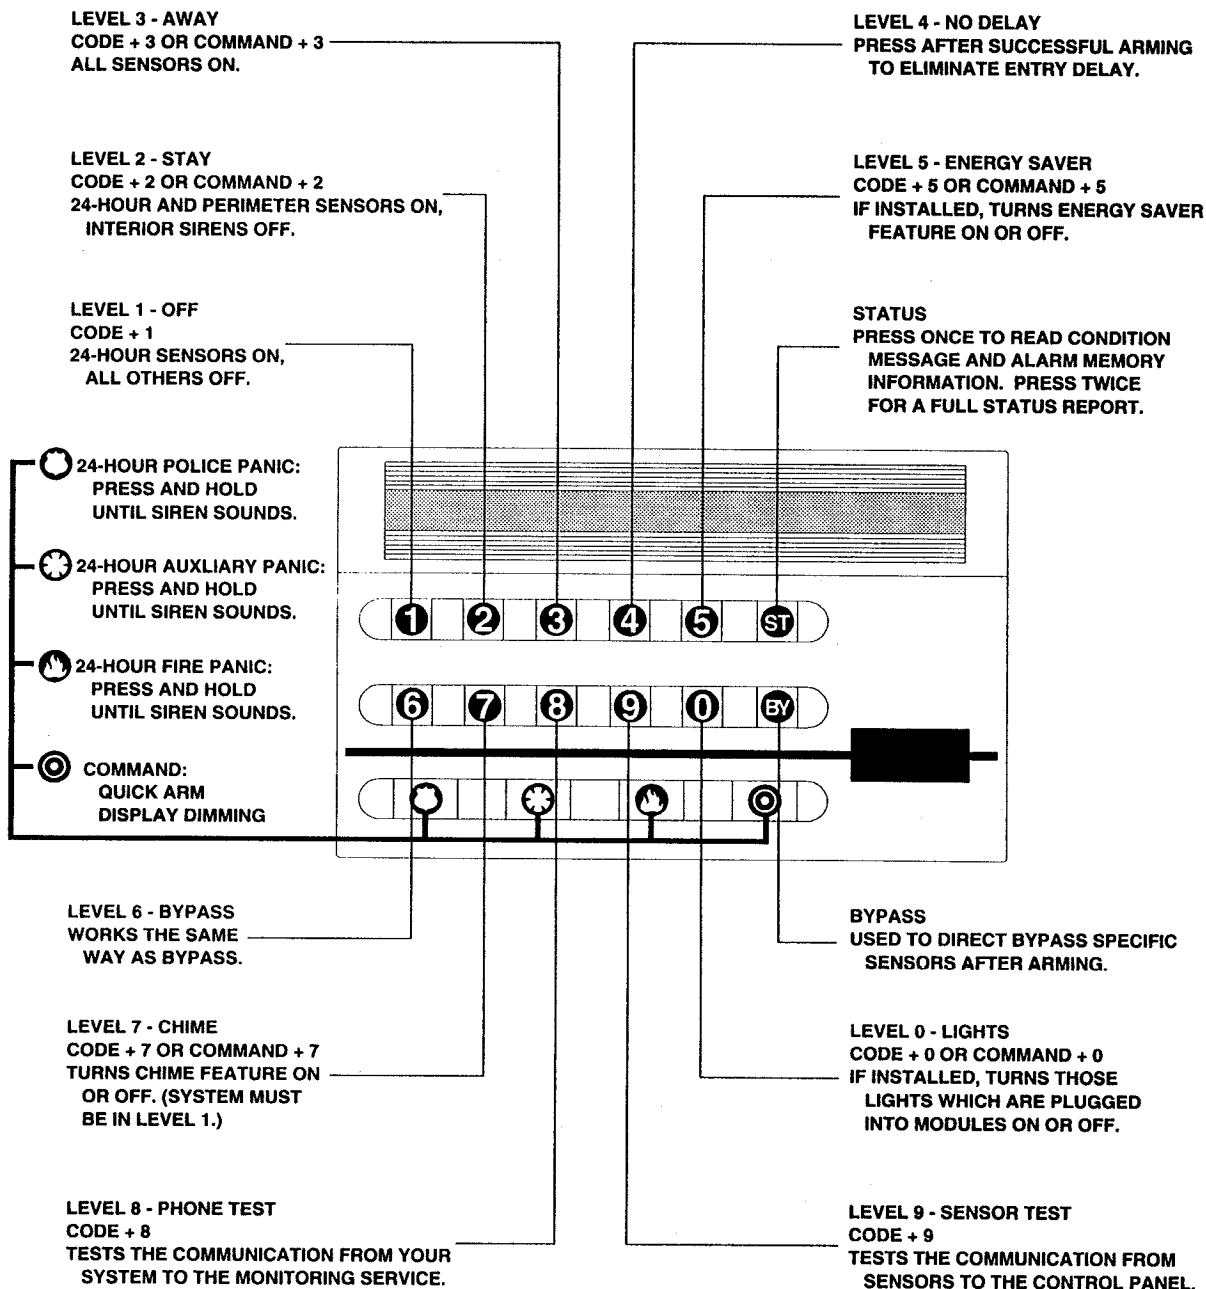 LEVEL 3 - AWAY
CODE + 3 OR COMMAND + 3
ALL SENSORS ON.
LEVEL 4 - NO DELAY
PRESS AFTER SUCCESSFUL ARMING
TO ELIMINATE ENTRY DELAY.
LEVEL 2 - STAY
CODE + 2 OR COMMAND + 2
24-HOUR AND PERIMETER SENSORS ON,
INTERIOR SIRENS OFF.
LEVEL 5 - ENERGY SAVER
CODE + 5 OR COMMAND + 5
IF INSTALLED, TURNS ENERGY SAVER
FEATURE ON OR OFF.
LEVEL 1 - OFF
CODE + 1
24-HOUR SENSORS ON,
ALL OTHERS OFF.
STATUS
PRESS ONCE TO READ CONDITION
MESSAGE AND ALARM MEMORY
INFORMATION. PRESS TWICE
FOR A FULL STATUS REPORT.
24-HOUR POLICE PANIC:
PRESS AND HOLD
UNTIL SIREN SOUNDS.
24-HOUR AUXLIARY PANIC:
PRESS AND HOLD
UNTIL SIREN SOUNDS.
24-HOUR FIRE PANIC:
PRESS AND HOLD
UNTIL SIREN SOUNDS.
COMMAND:
QUICK ARM
DISPLAY DIMMING
1 2 3 4 5 ST
6 7 8 9 0 BY
LEVEL 6 - BYPASS
WORKS THE SAME
WAY AS BYPASS.
BYPASS
USED TO DIRECT BYPASS SPECIFIC
SENSORS AFTER ARMING.
LEVEL 7 - CHIME
CODE + 7 OR COMMAND + 7
TURNS CHIME FEATURE ON
OR OFF. (SYSTEM MUST
BE IN LEVEL 1.)
LEVEL 0 - LIGHTS
CODE + 0 OR COMMAND + 0
IF INSTALLED, TURNS THOSE
LIGHTS WHICH ARE PLUGGED
INTO MODULES ON OR OFF.
LEVEL 8 - PHONE TEST
CODE + 8
TESTS THE COMMUNICATION FROM YOUR
SYSTEM TO THE MONITORING SERVICE.
LEVEL 9 - SENSOR TEST
CODE + 9
TESTS THE COMMUNICATION FROM
SENSORS TO THE CONTROL PANEL.